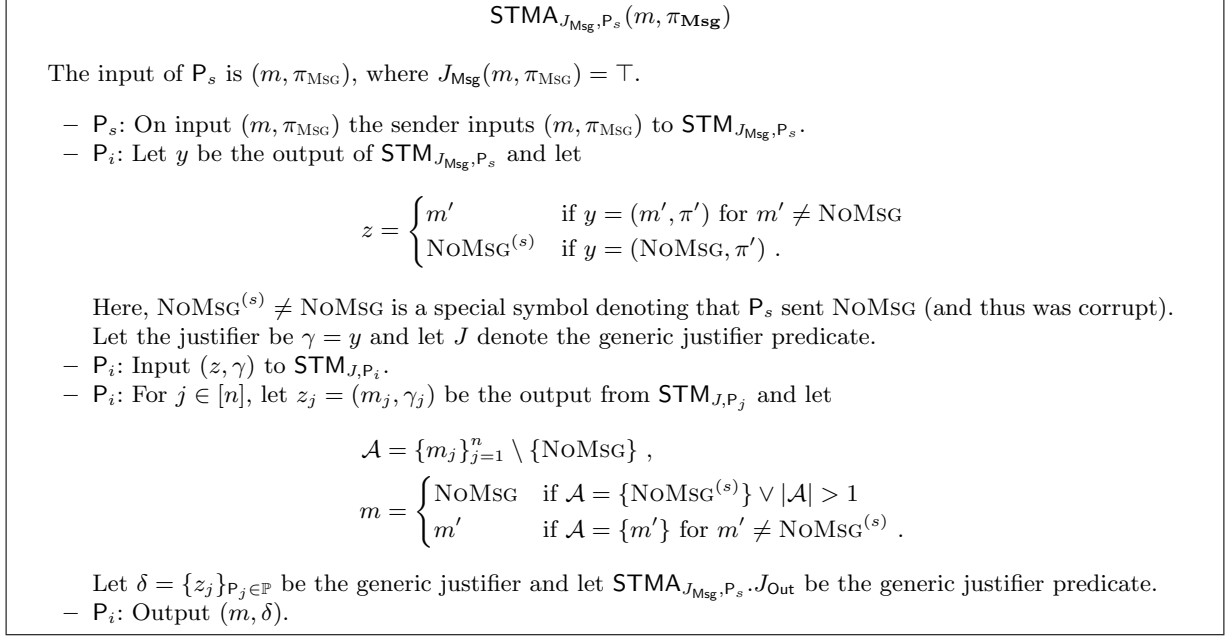 STMA_{J_Msg,P_s}(m, π_Msg)
The input of P_s is (m, π_Msg), where J_Msg(m, π_Msg) = ⊤.
– P_s: On input (m, π_Msg) the sender inputs (m, π_Msg) to STM_{J_Msg,P_s}.
– P_i: Let y be the output of STM_{J_Msg,P_s} and let
z = { m′ if y = (m′, π′) for m′ ≠ NoMsg
NoMsg^{(s)} if y = (NoMsg, π′) .
Here, NoMsg^{(s)} ≠ NoMsg is a special symbol denoting that P_s sent NoMsg (and thus was corrupt).
Let the justifier be γ = y and let J denote the generic justifier predicate.
– P_i: Input (z, γ) to STM_{J,P_i}.
– P_i: For j ∈ [n], let z_j = (m_j, γ_j) be the output from STM_{J,P_j} and let
𝒜 = {m_j}_{j=1}^n \ {NoMsg} ,
m = { NoMsg if 𝒜 = {NoMsg^{(s)}} ∨ |𝒜| > 1
m′ if 𝒜 = {m′} for m′ ≠ NoMsg^{(s)} .
Let δ = {z_j}_{P_j∈ℙ} be the generic justifier and let STMA_{J_Msg,P_s}.J_Out be the generic justifier predicate.
– P_i: Output (m, δ).